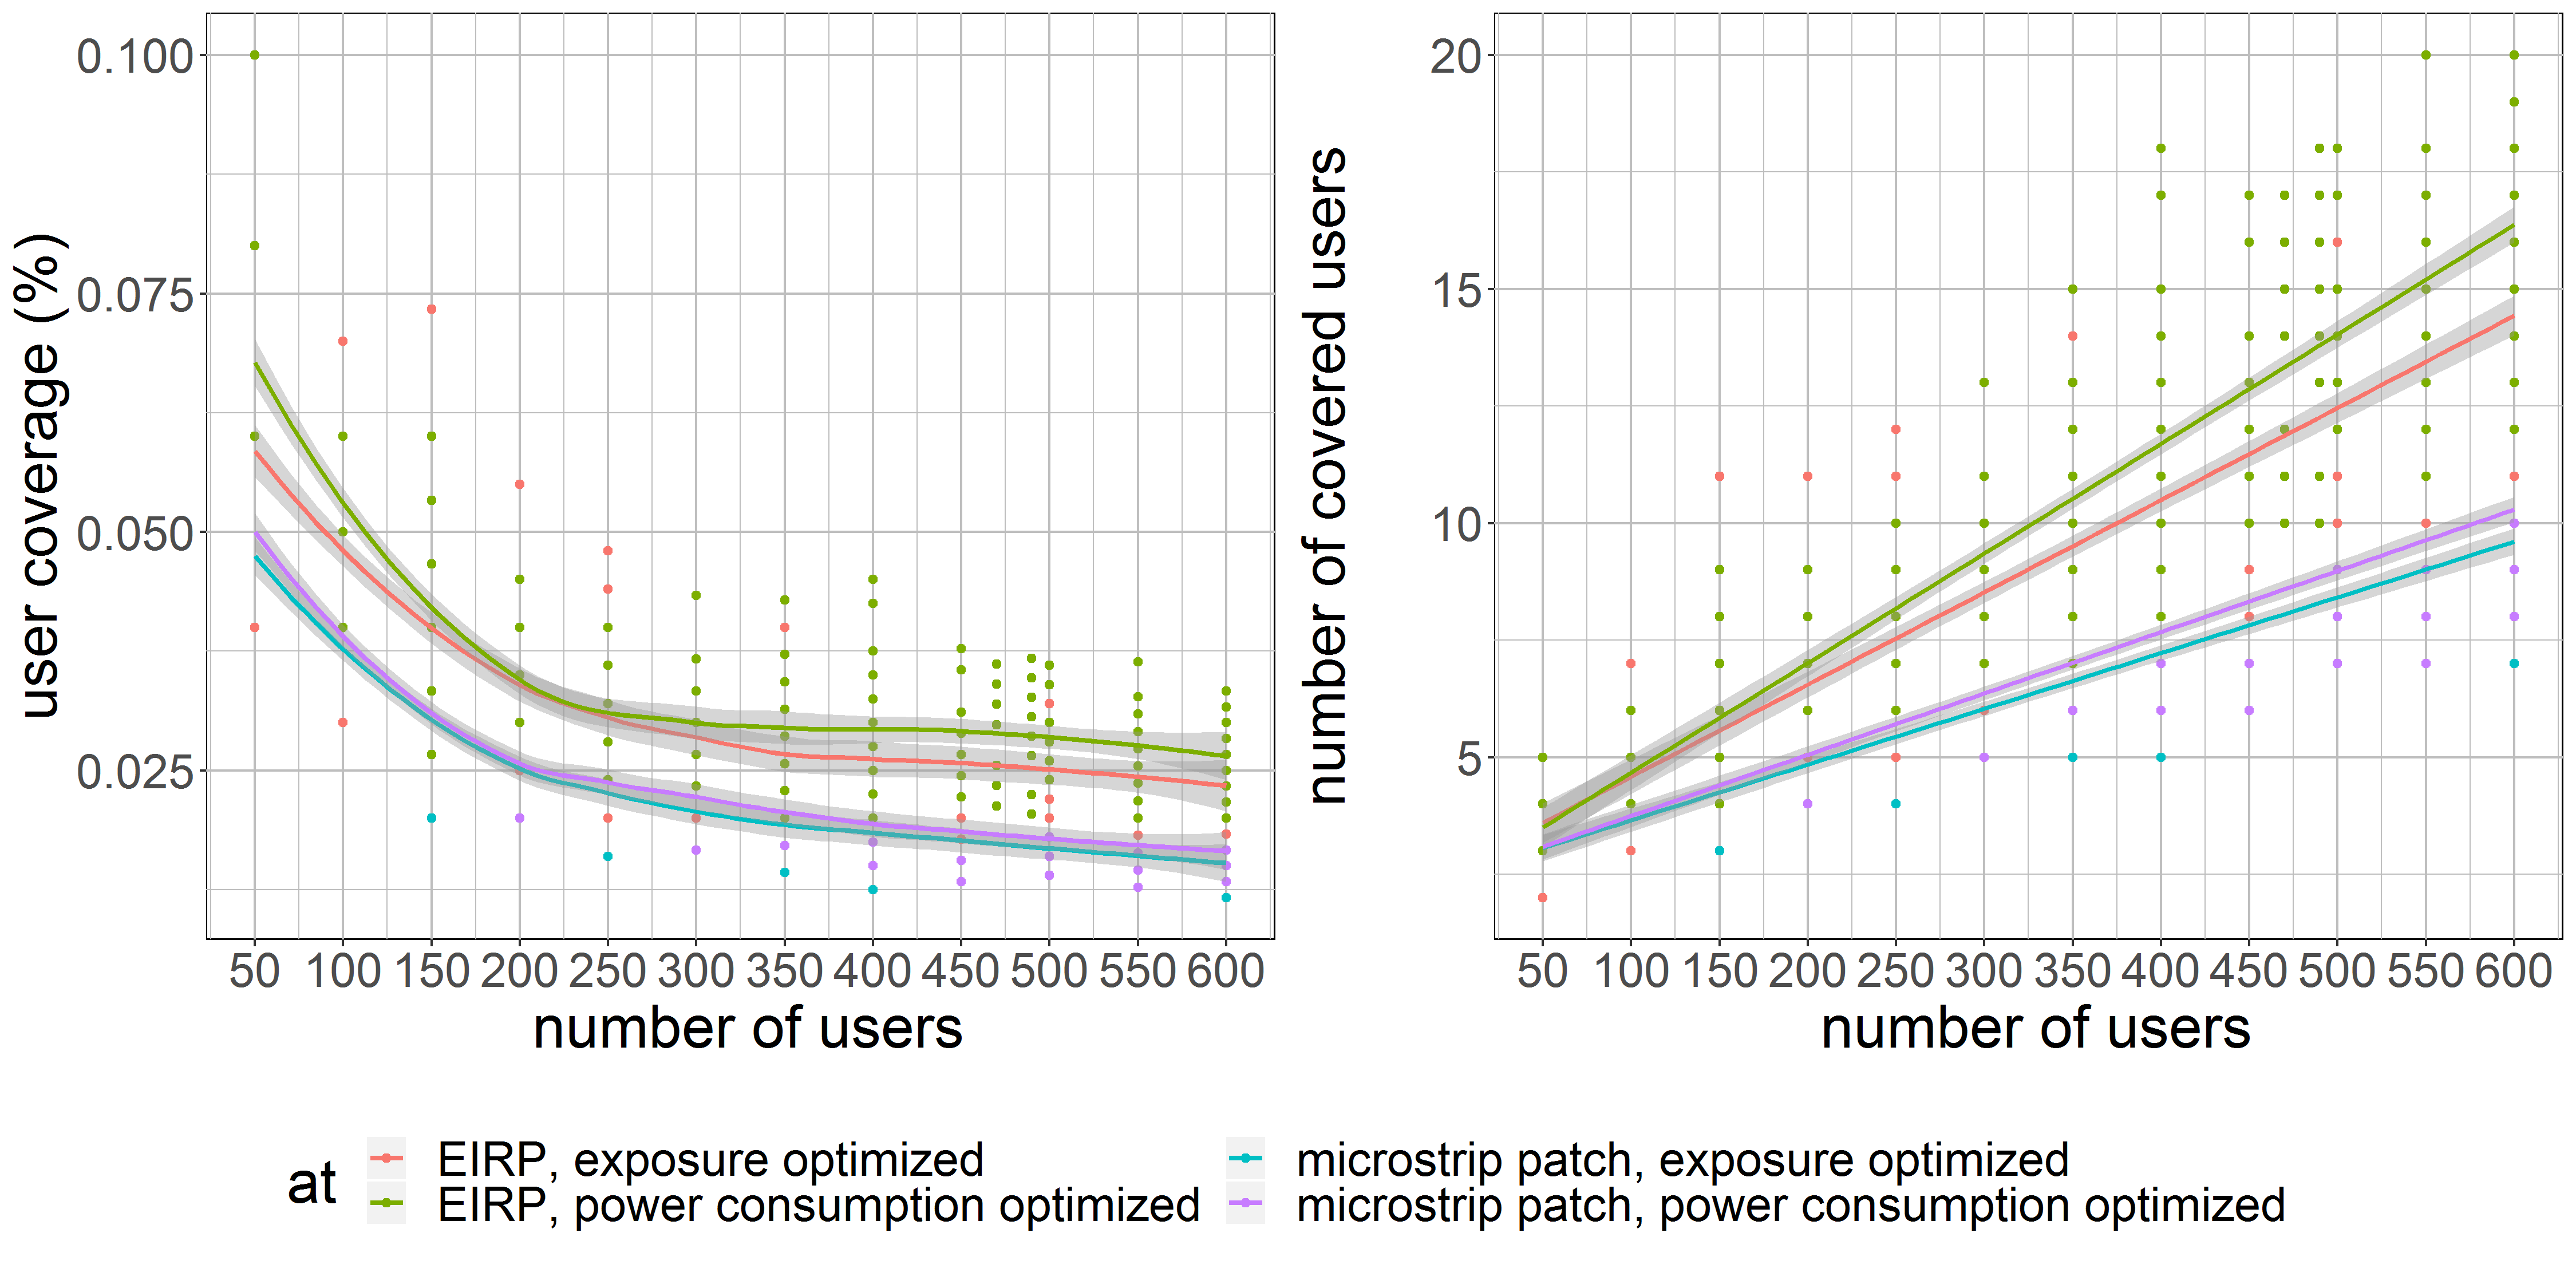 user coverage (%)
0.100
0.075
0.050
0.025
50 100 150 200 250 300 350 400 450 500 550 600
number of users
number of covered users
20
15
10
5
50 100 150 200 250 300 350 400 450 500 550 600
number of users
at
EIRP, exposure optimized
EIRP, power consumption optimized
microstrip patch, exposure optimized
microstrip patch, power consumption optimized